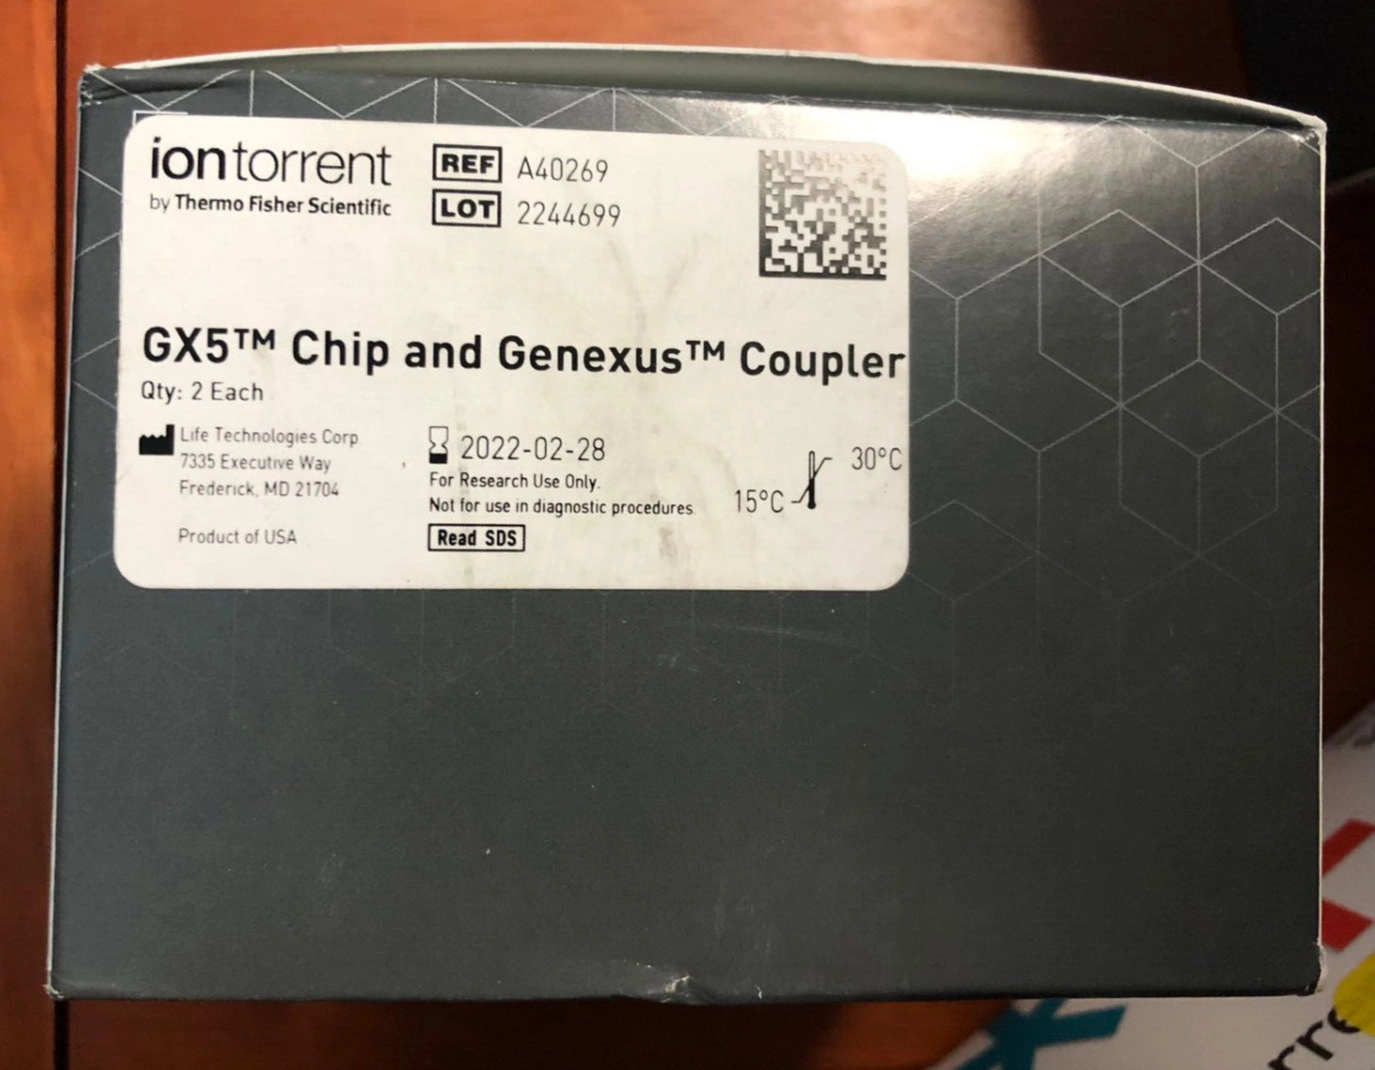 iontorrent
by Thermo Fisher Scientific
REF A40269
LOT 2244699
GX5™ Chip and Genexus™ Coupler
Qty: 2 Each
Life Technologies Corp.
7335 Executive Way
Frederick, MD 21704
Product of USA
2022-02-28
For Research Use Only.
Not for use in diagnostic procedures.
Read SDS
15°C
30°C